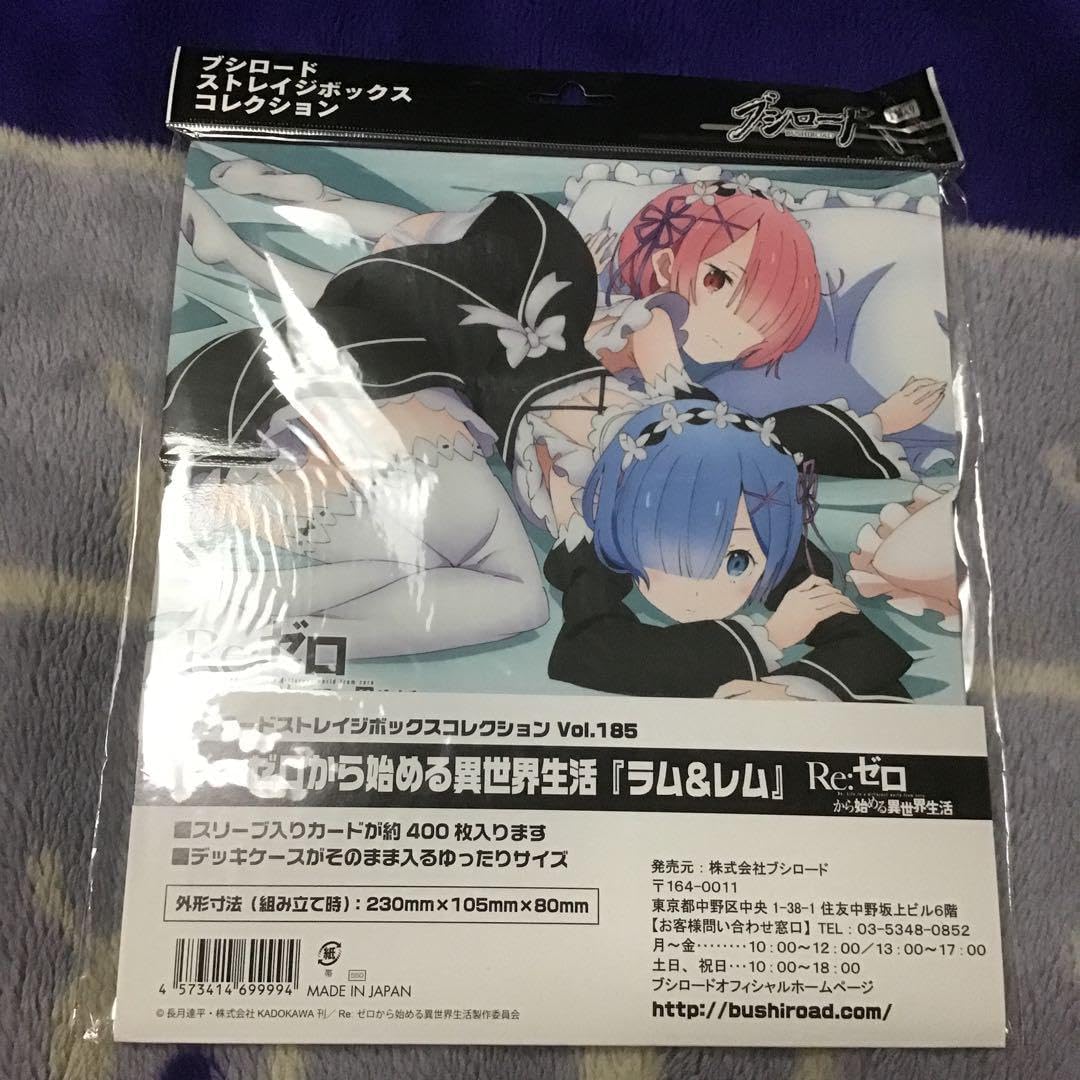 ブシロード
ストレイジボックス
コレクション
ブシロード
BUSHIROAD
Re:ゼロ
ードストレイジボックスコレクション Vol.185
ゼロから始める異世界生活『ラム&レム』
Re:ゼロ
Re: Life in a different world from zero
から始める異世界生活
■スリーブ入りカードが約 400 枚入ります
■デッキケースがそのまま入るゆったりサイズ
外形寸法（組み立て時）：230mm×105mm×80mm
発売元：株式会社ブシロード
〒164-0011
東京都中野区中央 1-38-1 住友中野坂上ビル6階
【お客様問い合わせ窓口】TEL：03-5348-0852
月〜金‥‥‥‥10：00〜12：00／13：00〜17：00
土日、祝日‥･10：00〜18：00
ブシロードオフィシャルホームページ
http://bushiroad.com/
4 573414 699994
紙
帯
550
MADE IN JAPAN
©長月達平・株式会社 KADOKAWA 刊／Re: ゼロから始める異世界生活製作委員会